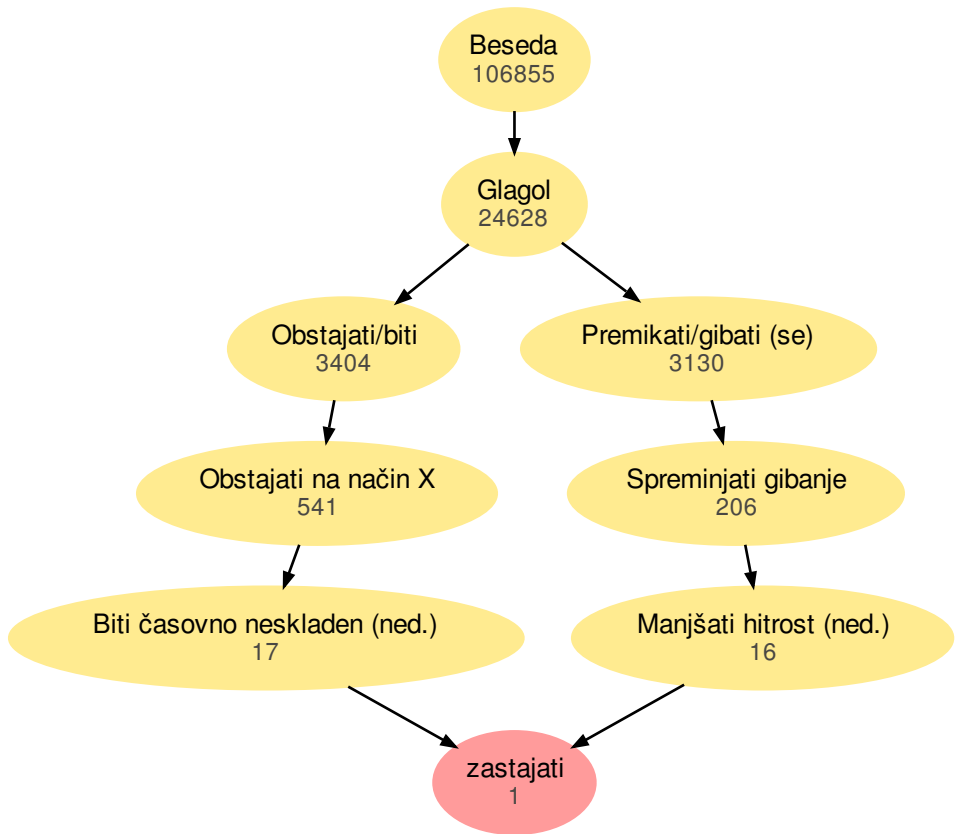 Beseda
106855
Glagol
24628
Obstajati/biti
3404
Premikati/gibati (se)
3130
Obstajati na način X
541
Spreminjati gibanje
206
Biti časovno neskladen (ned.)
17
Manjšati hitrost (ned.)
16
zastajati
1